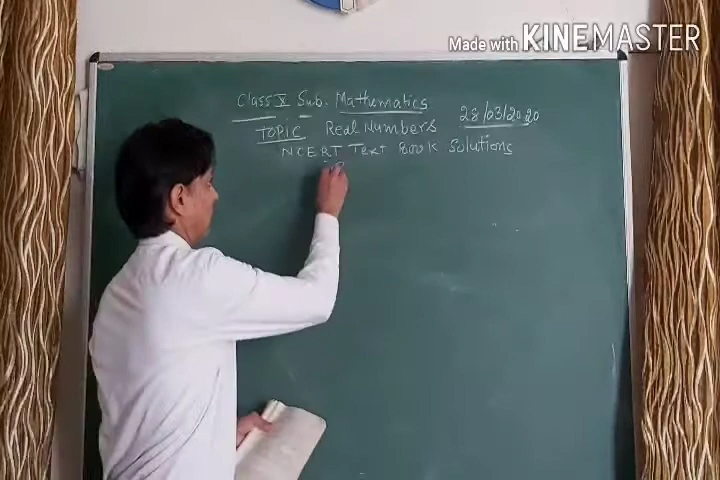 Made with KINEMASTER
Class X Sub. Mathematics 28/03/2020
TOPIC Real Numbers
NCERT Text Book Solutions